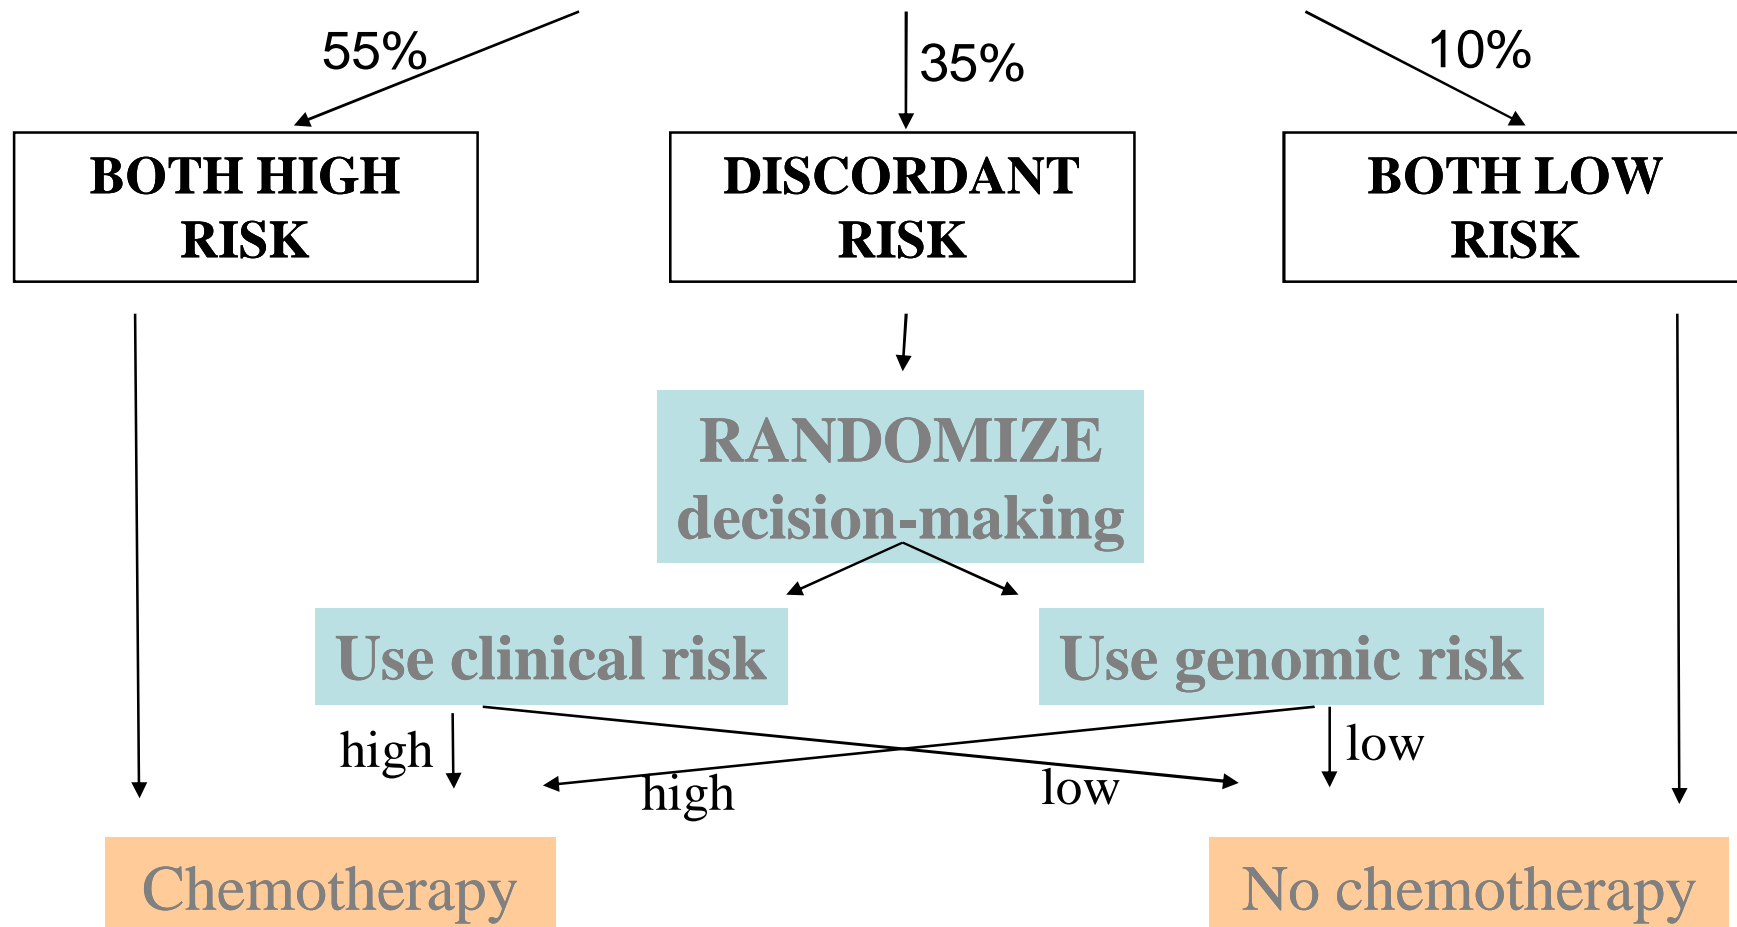 55%
35%
10%
BOTH HIGH
RISK
DISCORDANT
RISK
BOTH LOW
RISK
RANDOMIZE
decision-making
Use clinical risk
Use genomic risk
high
high
low
low
Chemotherapy
No chemotherapy